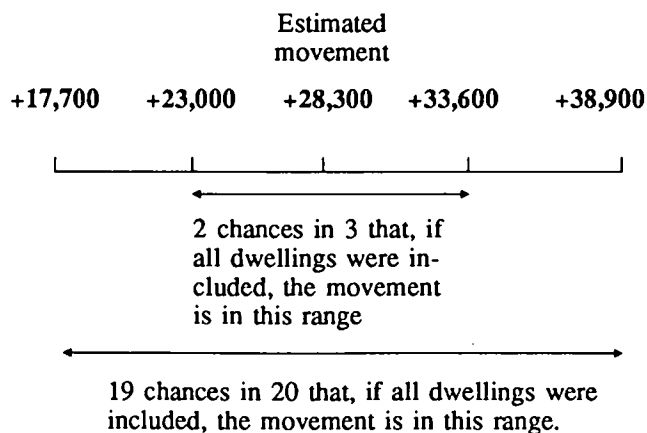 Estimated
movement
+17,700 +23,000 +28,300 +33,600 +38,900
2 chances in 3 that, if
all dwellings were in-
cluded, the movement
is in this range
19 chances in 20 that, if all dwellings were
included, the movement is in this range.